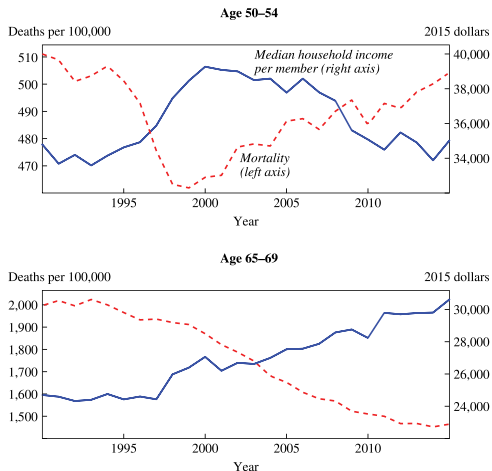 Age 50–54
Deaths per 100,000
2015 dollars
510
500
490
480
470
40,000
38,000
36,000
34,000
Median household income
per member (right axis)
Mortality
(left axis)
1995
2000
2005
2010
Year
Age 65–69
Deaths per 100,000
2015 dollars
2,000
1,900
1,800
1,700
1,600
1,500
30,000
28,000
26,000
24,000
1995
2000
2005
2010
Year